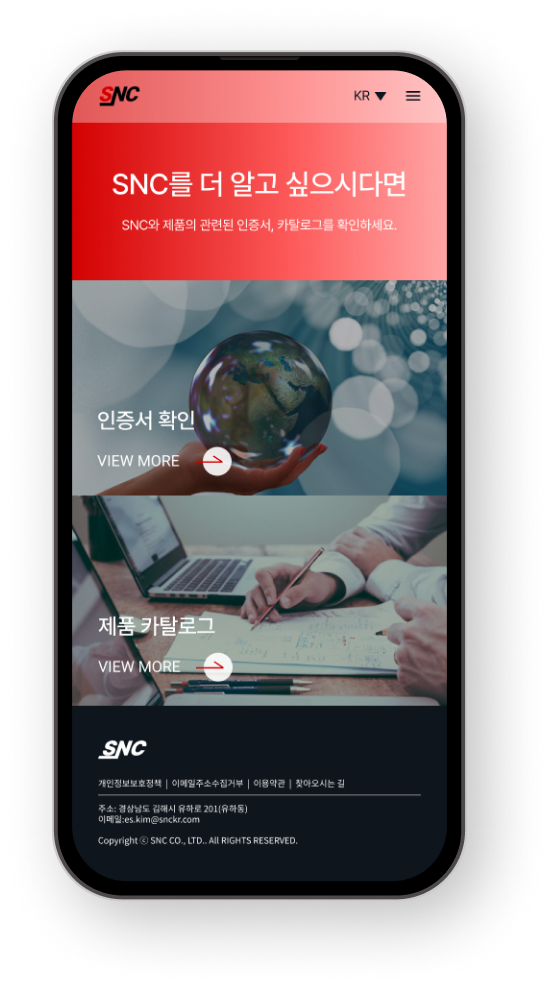 SNC
KR
SNC를 더 알고 싶으시다면
SNC와 제품의 관련된 인증서, 카탈로그를 확인하세요.
인증서 확인
VIEW MORE
제품 카탈로그
VIEW MORE
SNC
개인정보보호정책 | 이메일주소수집거부 | 이용약관 | 찾아오시는 길
주소: 경상남도 김해시 유하로 201(유하동)
이메일:es.kim@snckr.com
Copyright ⓒ SNC CO., LTD.. All RIGHTS RESERVED.